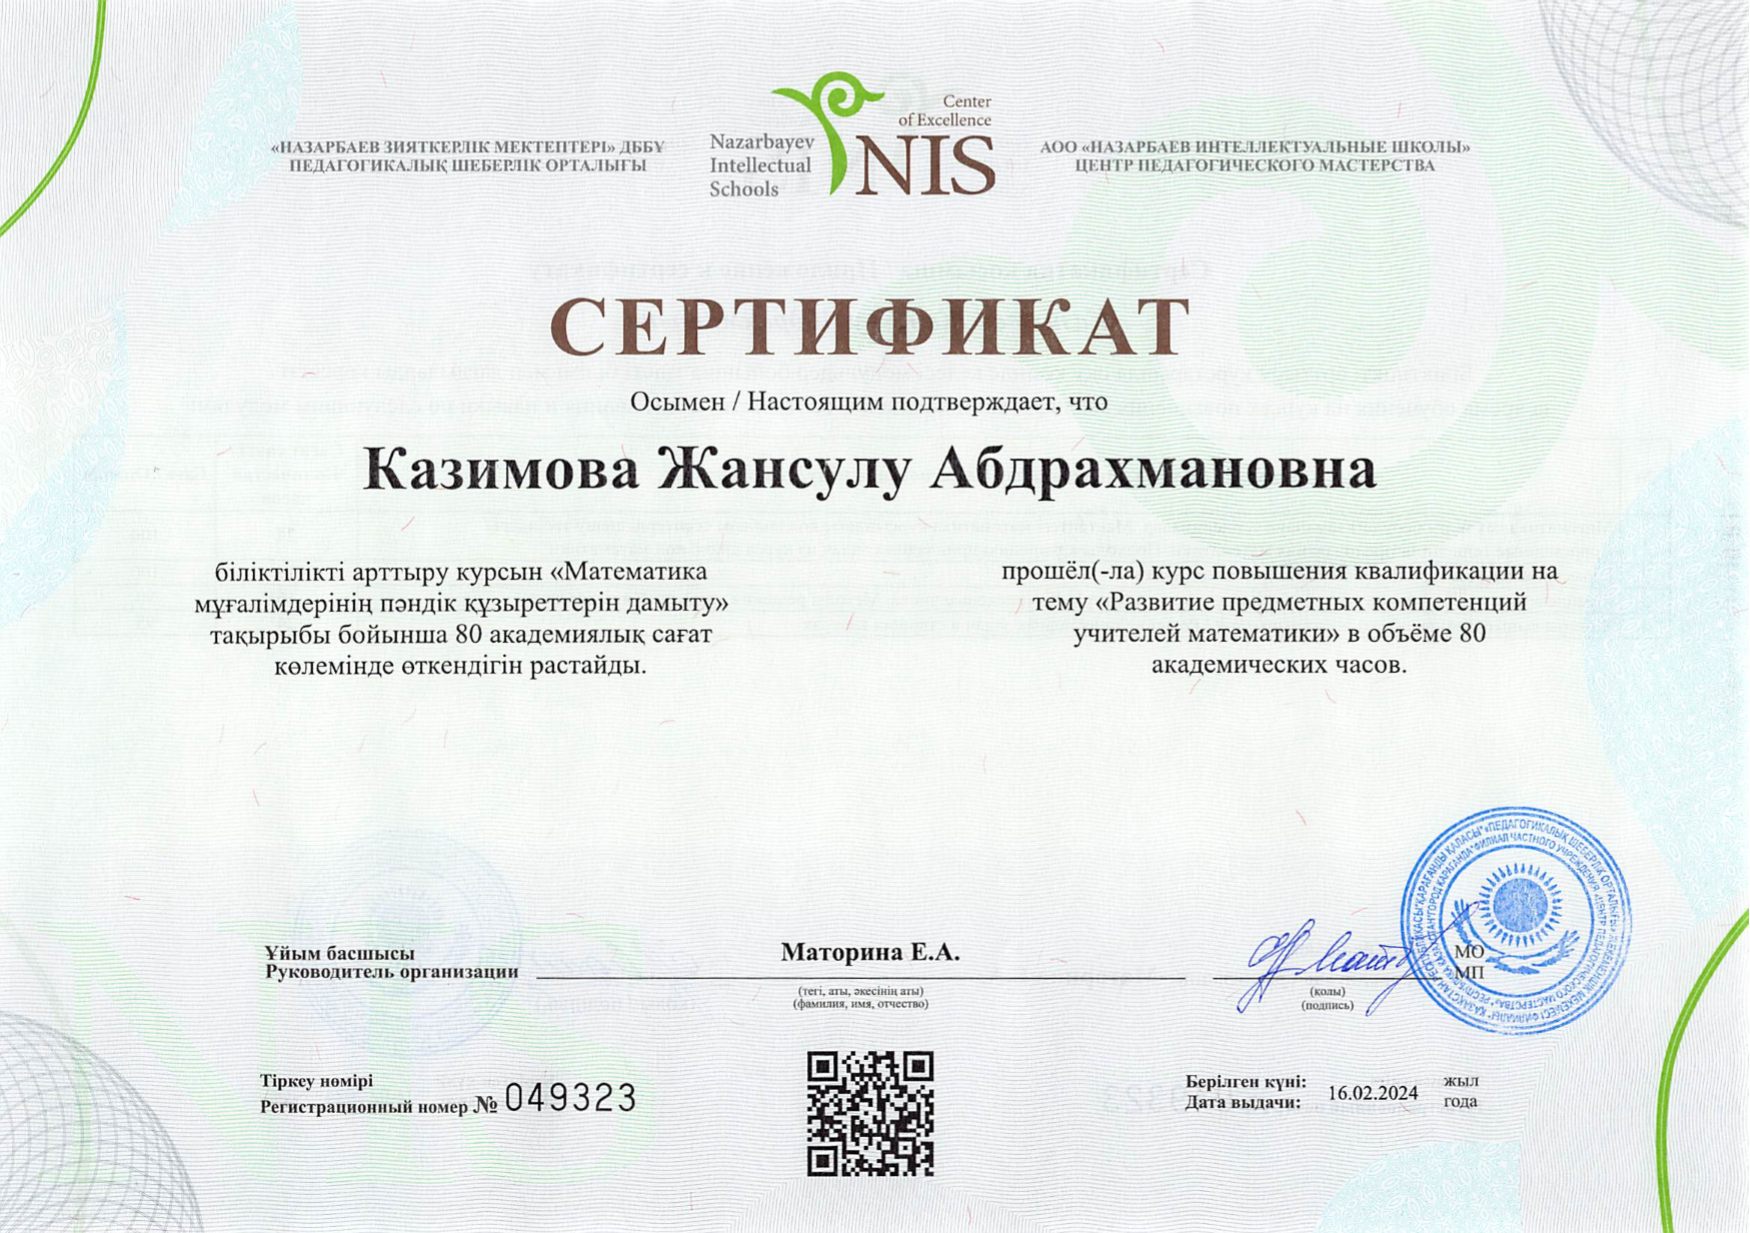 «НАЗАРБАЕВ ЗИЯТКЕРЛІК МЕКТЕПТЕРІ» ДББҰ
ПЕДАГОГИКАЛЫҚ ШЕБЕРЛІК ОРТАЛЫҒЫ
Nazarbayev
Intellectual
Schools
Center
of Excellence
NIS
АОО «НАЗАРБАЕВ ИНТЕЛЛЕКТУАЛЬНЫЕ ШКОЛЫ»
ЦЕНТР ПЕДАГОГИЧЕСКОГО МАСТЕРСТВА
СЕРТИФИКАТ
Осымен / Настоящим подтверждает, что
Казимова Жансулу Абдрахмановна
біліктілікті арттыру курсын «Математика
мұғалімдерінің пәндік құзыреттерін дамыту»
тақырыбы бойынша 80 академиялық сағат
көлемінде өткендігін растайды.
прошёл(-ла) курс повышения квалификации на
тему «Развитие предметных компетенций
учителей математики» в объёме 80
академических часов.
Ұйым басшысы
Руководитель организации
Маторина Е.А.
(тегі, аты, әкесінің аты)
(фамилия, имя, отчество)
(қолы)
(подпись)
МО
МП
Тіркеу нөмірі
Регистрационный номер № 049323
Берілген күні:
Дата выдачи:
16.02.2024
жыл
года